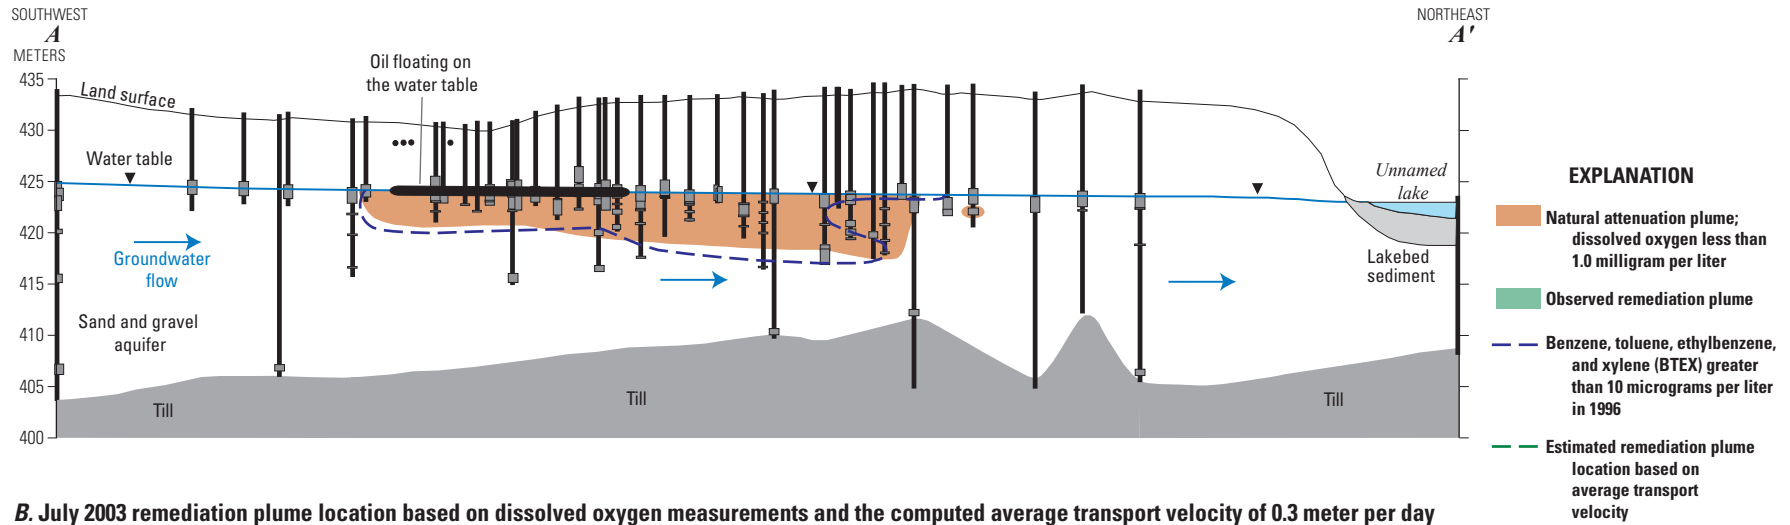 SOUTHWEST
A
METERS
NORTHEAST
A'
Oil floating on
the water table
435
Land surface
430
Water table
425
Unnamed
lake
420
Groundwater
flow
Lakebed
sediment
415
Sand and gravel
aquifer
410
405
Till
Till
Till
400
EXPLANATION
Natural attenuation plume;
dissolved oxygen less than
1.0 milligram per liter
Observed remediation plume
Benzene, toluene, ethylbenzene,
and xylene (BTEX) greater
than 10 micrograms per liter
in 1996
Estimated remediation plume
location based on
average transport
velocity
B. July 2003 remediation plume location based on dissolved oxygen measurements and the computed average transport velocity of 0.3 meter per day